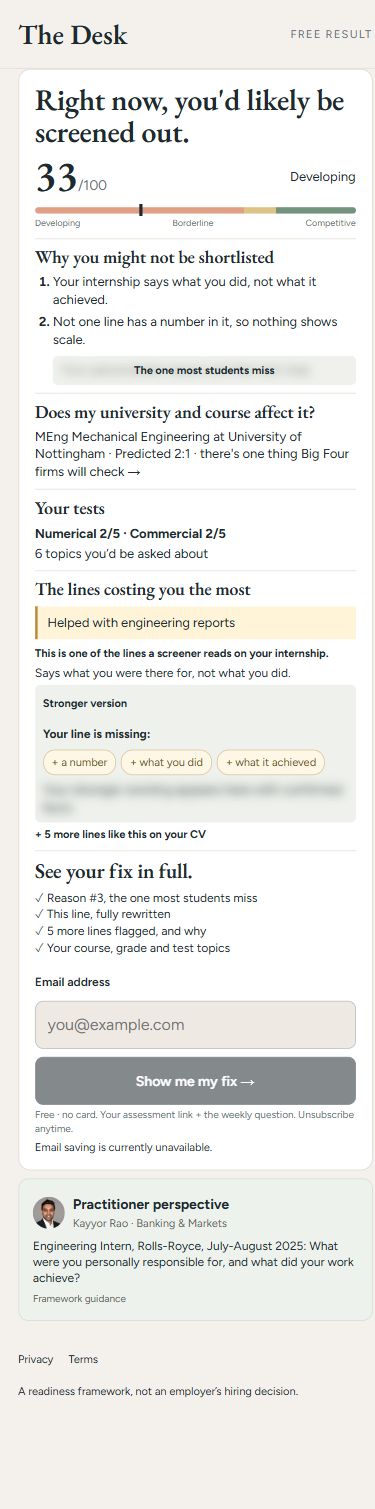 The Desk
FREE RESULT
Right now, you'd likely be
screened out.
33/100
Developing
Developing
Borderline
Competitive
Why you might not be shortlisted
1. Your internship says what you did, not what it
achieved.
2. Not one line has a number in it, so nothing shows
scale.
The one most students miss
Does my university and course affect it?
MEng Mechanical Engineering at University of
Nottingham · Predicted 2:1 · there's one thing Big Four
firms will check →
Your tests
Numerical 2/5 · Commercial 2/5
6 topics you'd be asked about
The lines costing you the most
Helped with engineering reports
This is one of the lines a screener reads on your internship.
Says what you were there for, not what you did.
Stronger version
Your line is missing:
+ a number
+ what you did
+ what it achieved
+ 5 more lines like this on your CV
See your fix in full.
✓ Reason #3, the one most students miss
✓ This line, fully rewritten
✓ 5 more lines flagged, and why
✓ Your course, grade and test topics
Email address
you@example.com
Show me my fix →
Free · no card. Your assessment link + the weekly question. Unsubscribe
anytime.
Email saving is currently unavailable.
Practitioner perspective
Kayyor Rao · Banking & Markets
Engineering Intern, Rolls-Royce, July-August 2025: What
were you personally responsible for, and what did your work
achieve?
Framework guidance
Privacy
Terms
A readiness framework, not an employer's hiring decision.